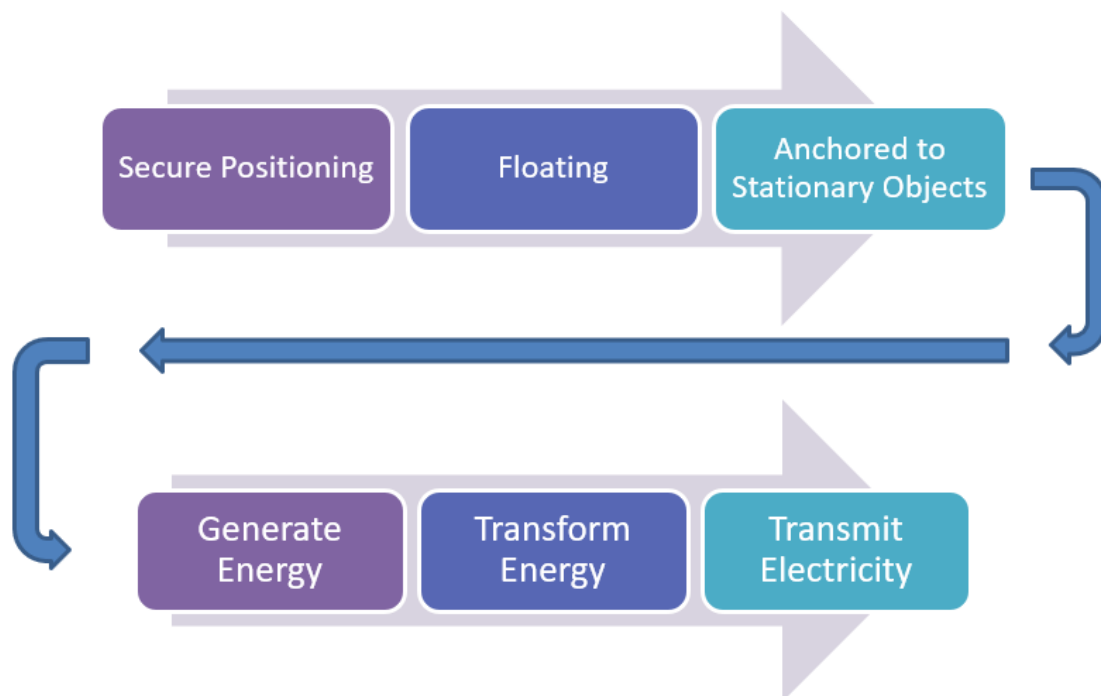 Secure Positioning
Floating
Anchored to
Stationary Objects
Generate
Energy
Transform
Energy
Transmit
Electricity